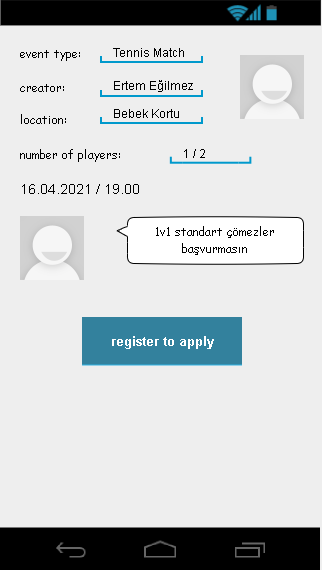 event type: Tennis Match
creator: Ertem Eğilmez
location: Bebek Kortu
number of players: 1 / 2
16.04.2021 / 19.00
1v1 standart çömezler
başvurmasın
register to apply